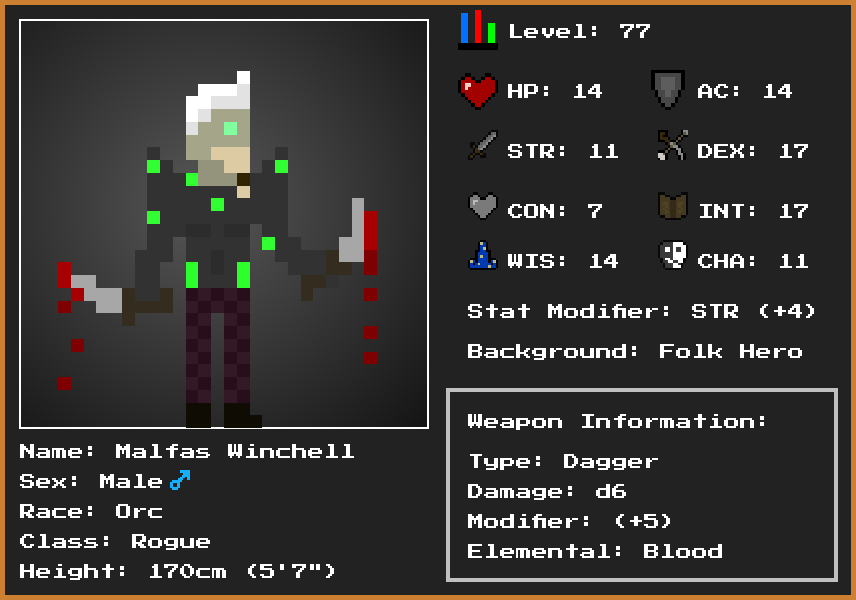 Level: 77
HP: 14
AC: 14
STR: 11
DEX: 17
CON: 7
INT: 17
WIS: 14
CHA: 11
Stat Modifier: STR (+4)
Background: Folk Hero
Weapon Information:
Type: Dagger
Damage: d6
Modifier: (+5)
Elemental: Blood
Name: Malfas Winchell
Sex: Male♂
Race: Orc
Class: Rogue
Height: 170cm (5'7")